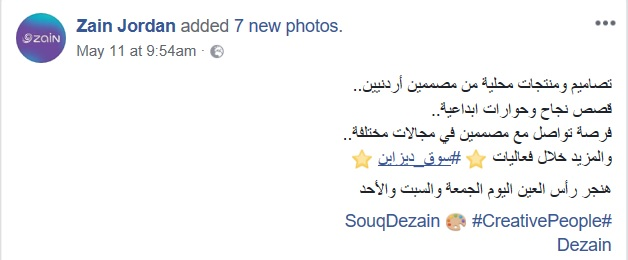 zain
Zain Jordan added 7 new photos.
May 11 at 9:54am ·
تصاميم ومنتجات محلية من مصممين أردنيين..
قصص نجاح وحوارات ابداعية..
فرصة تواصل مع مصممين في مجالات مختلفة..
والمزيد خلال فعاليات ⭐ #سوق_ديزاين ⭐
هنجر رأس العين اليوم الجمعة والسبت والأحد
SouqDezain 🎨 #CreativePeople#
Dezain